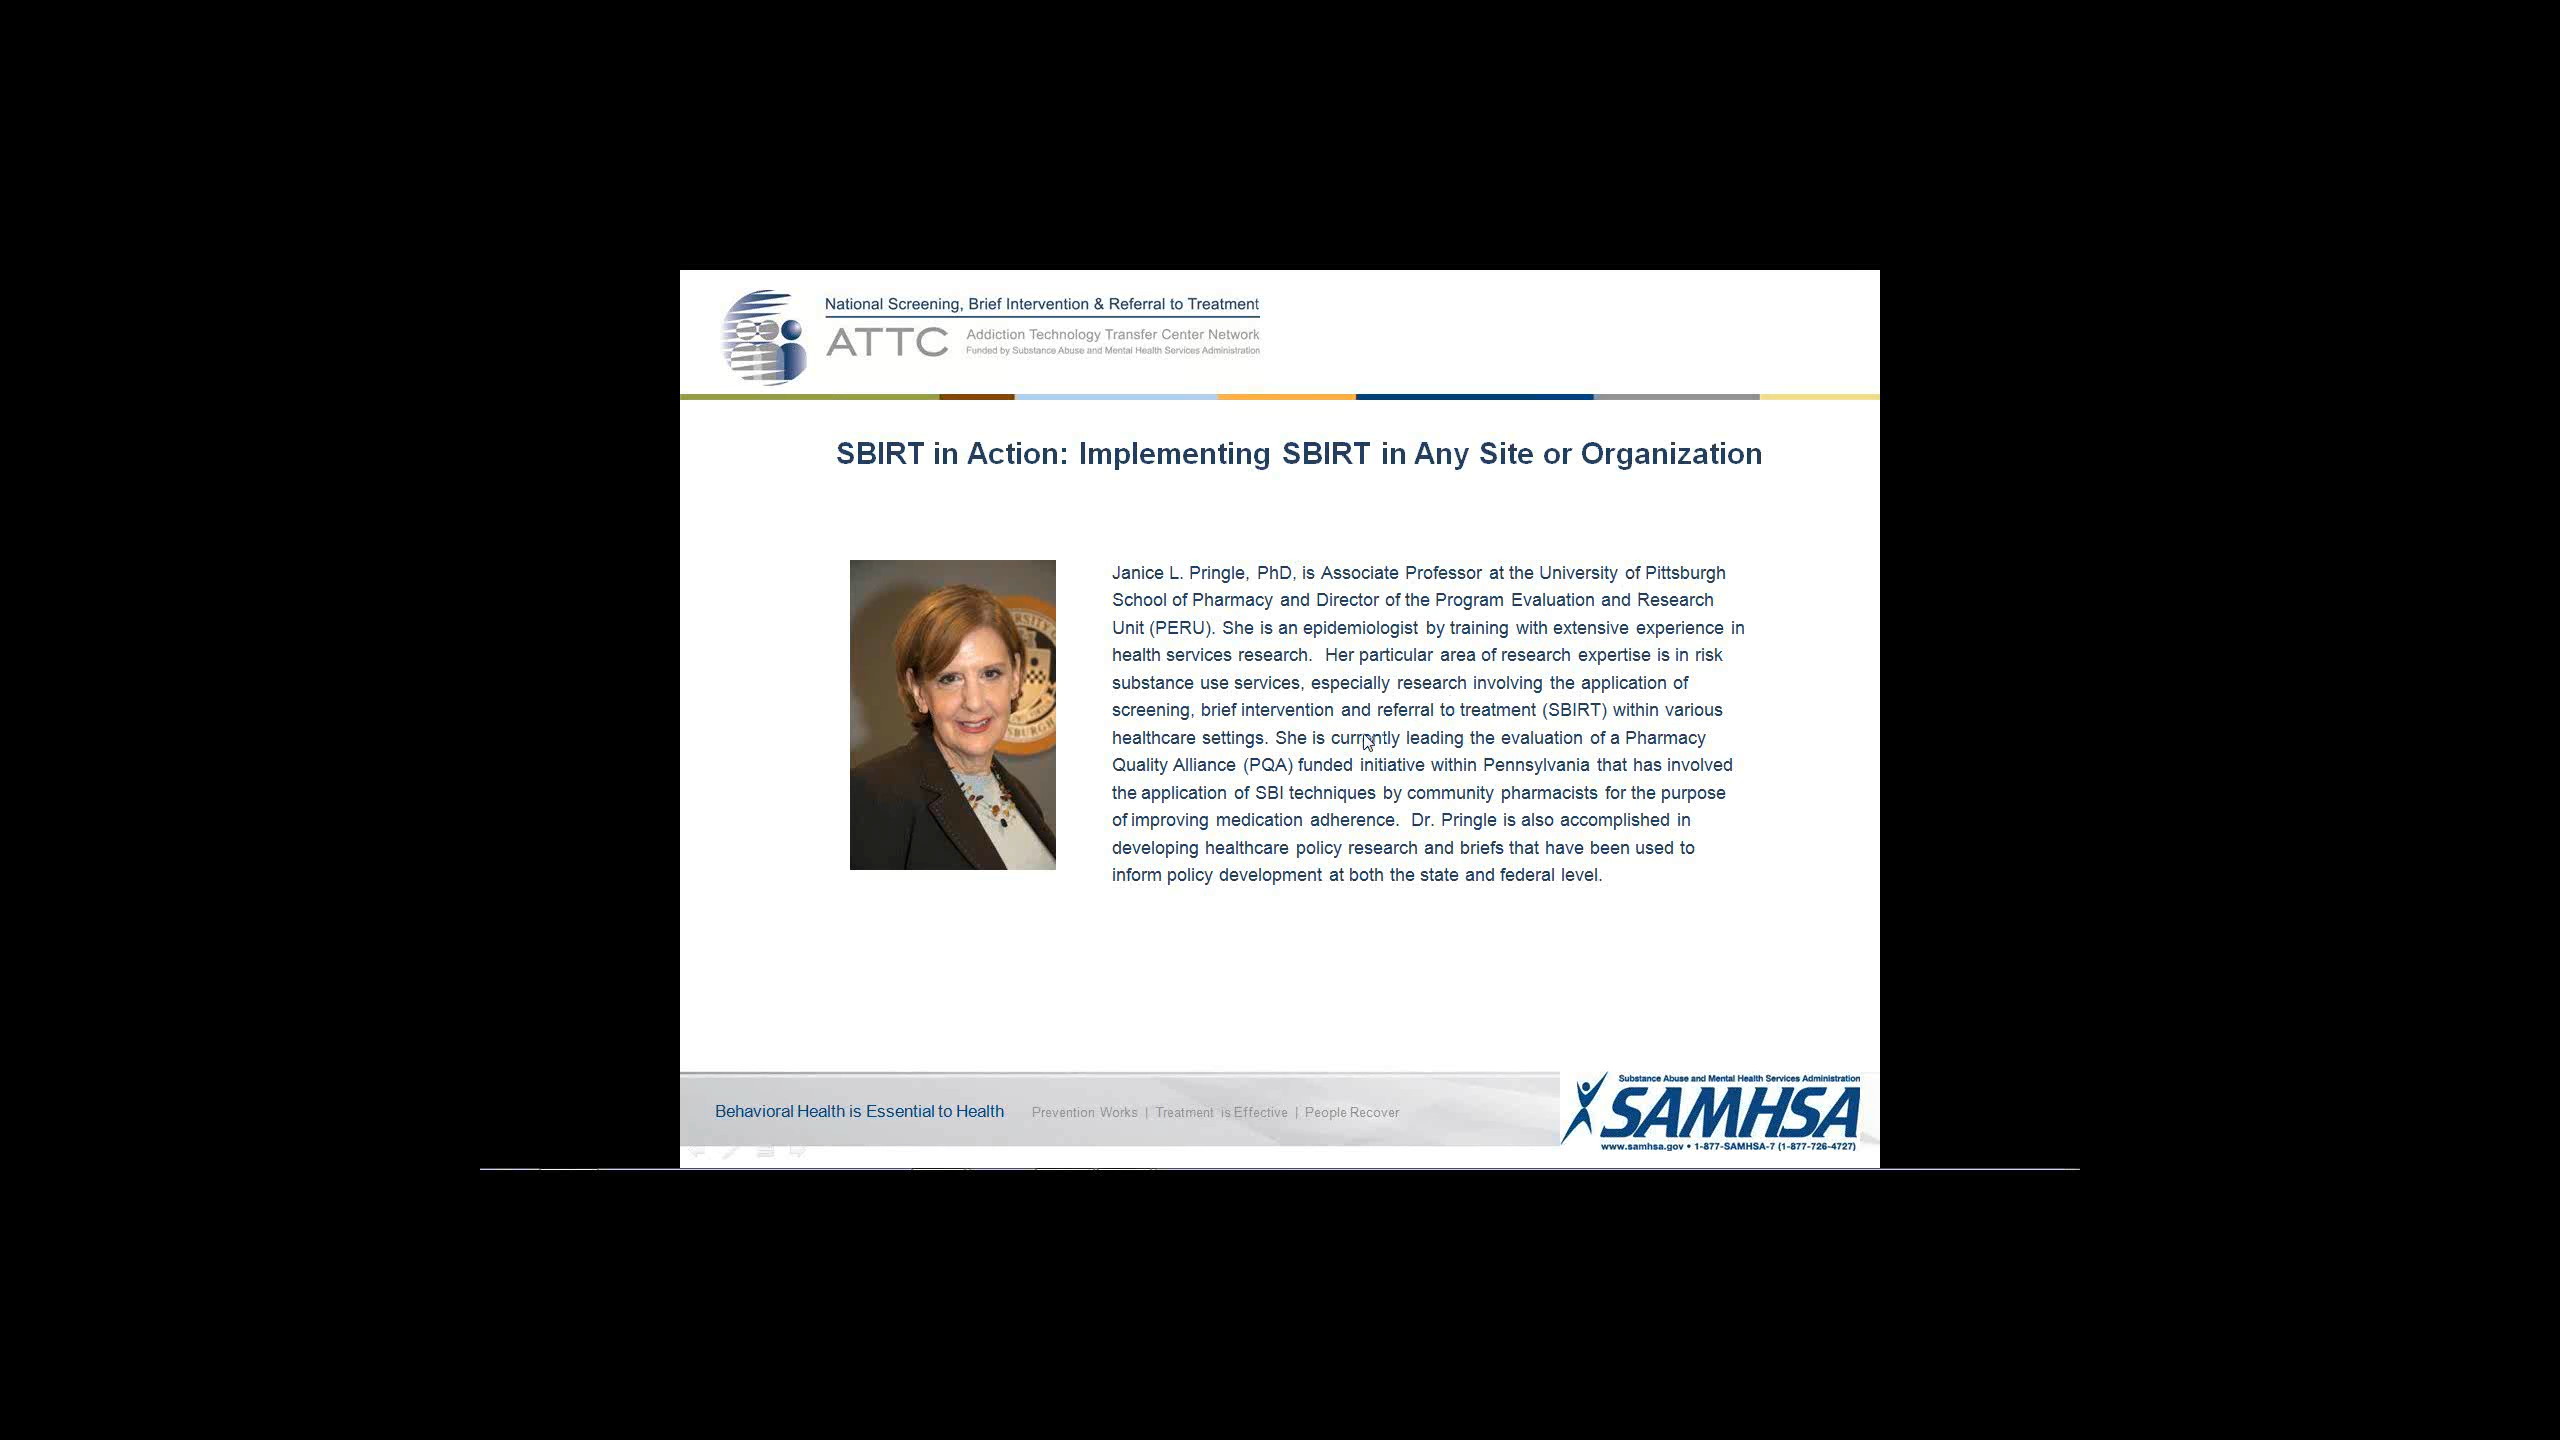 National Screening, Brief Intervention & Referral to Treatment
ATTC
Addiction Technology Transfer Center Network
Funded by Substance Abuse and Mental Health Services Administration
SBIRT in Action: Implementing SBIRT in Any Site or Organization
Janice L. Pringle, PhD, is Associate Professor at the University of Pittsburgh
School of Pharmacy and Director of the Program Evaluation and Research
Unit (PERU). She is an epidemiologist by training with extensive experience in
health services research. Her particular area of research expertise is in risk
substance use services, especially research involving the application of
screening, brief intervention and referral to treatment (SBIRT) within various
healthcare settings. She is currently leading the evaluation of a Pharmacy
Quality Alliance (PQA) funded initiative within Pennsylvania that has involved
the application of SBI techniques by community pharmacists for the purpose
of improving medication adherence. Dr. Pringle is also accomplished in
developing healthcare policy research and briefs that have been used to
inform policy development at both the state and federal level.
Behavioral Health is Essential to Health
Prevention Works | Treatment is Effective | People Recover
Substance Abuse and Mental Health Services Administration
SAMHSA
www.samhsa.gov • 1-877-SAMHSA-7 (1-877-726-4727)